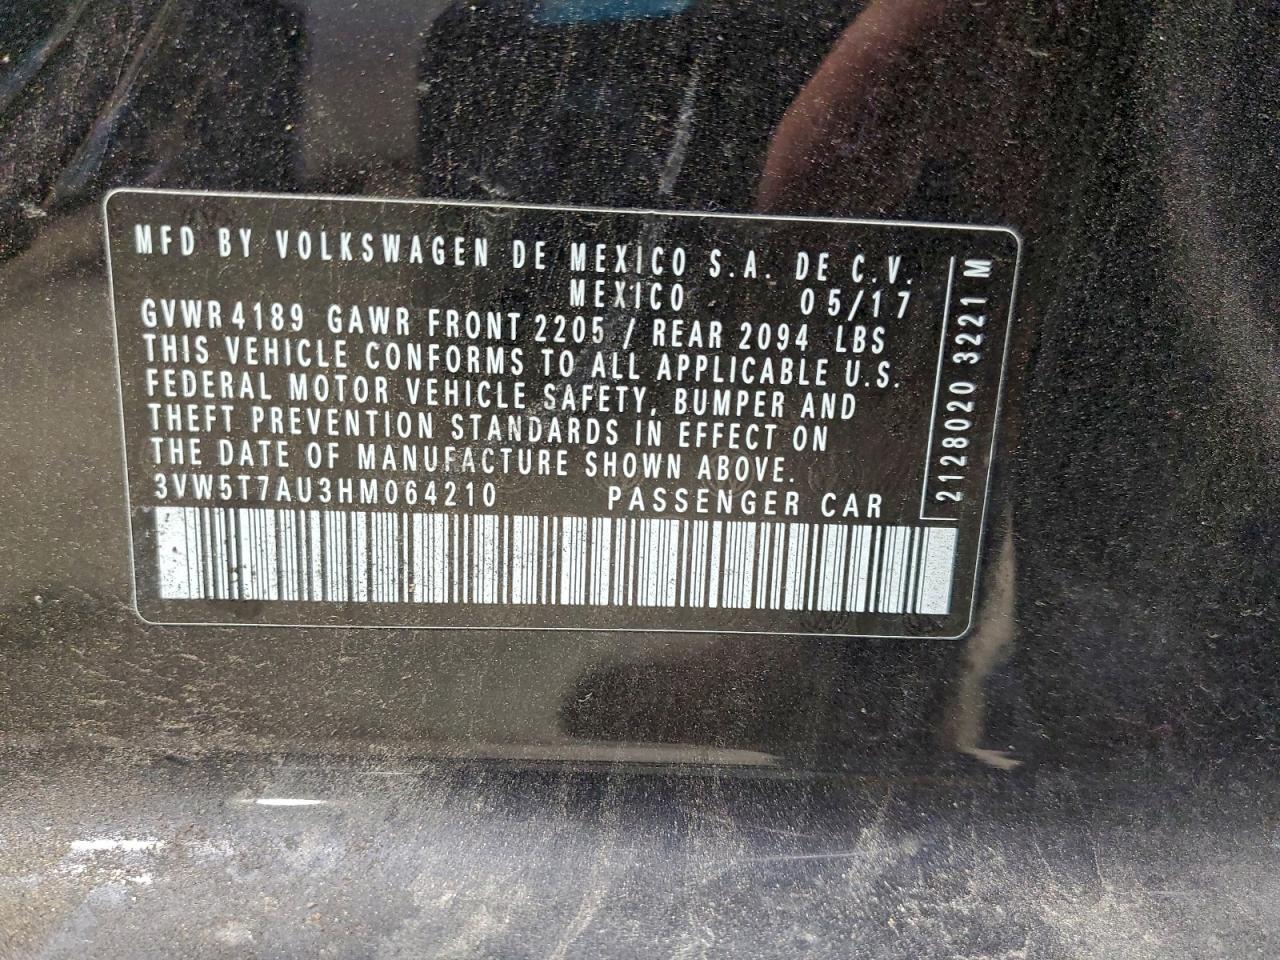 MFD BY VOLKSWAGEN DE MEXICO S.A. DE C.V.
MEXICO 05/17
GVWR 4189 GAWR FRONT 2205 / REAR 2094 LBS
THIS VEHICLE CONFORMS TO ALL APPLICABLE U.S.
FEDERAL MOTOR VEHICLE SAFETY, BUMPER AND
THEFT PREVENTION STANDARDS IN EFFECT ON
THE DATE OF MANUFACTURE SHOWN ABOVE.
3VW5T7AU3HM064210 PASSENGER CAR
2128020 3221 M